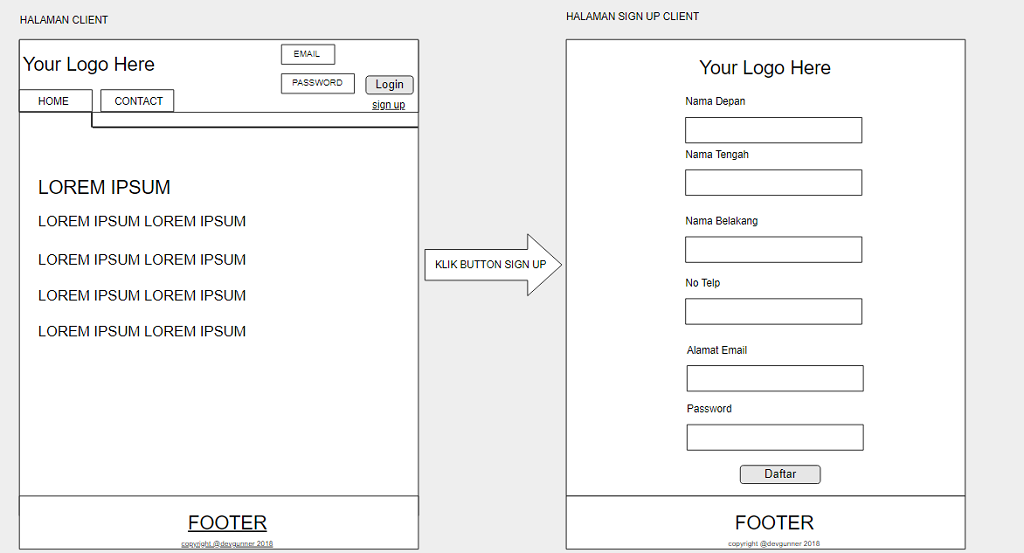 HALAMAN CLIENT
Your Logo Here
EMAIL
PASSWORD
Login
sign up
HOME
CONTACT
LOREM IPSUM
LOREM IPSUM LOREM IPSUM
LOREM IPSUM LOREM IPSUM
LOREM IPSUM LOREM IPSUM
LOREM IPSUM LOREM IPSUM
FOOTER
copyright @devgunner 2018
KLIK BUTTON SIGN UP
HALAMAN SIGN UP CLIENT
Your Logo Here
Nama Depan
Nama Tengah
Nama Belakang
No Telp
Alamat Email
Password
Daftar
FOOTER
copyright @devgunner 2018